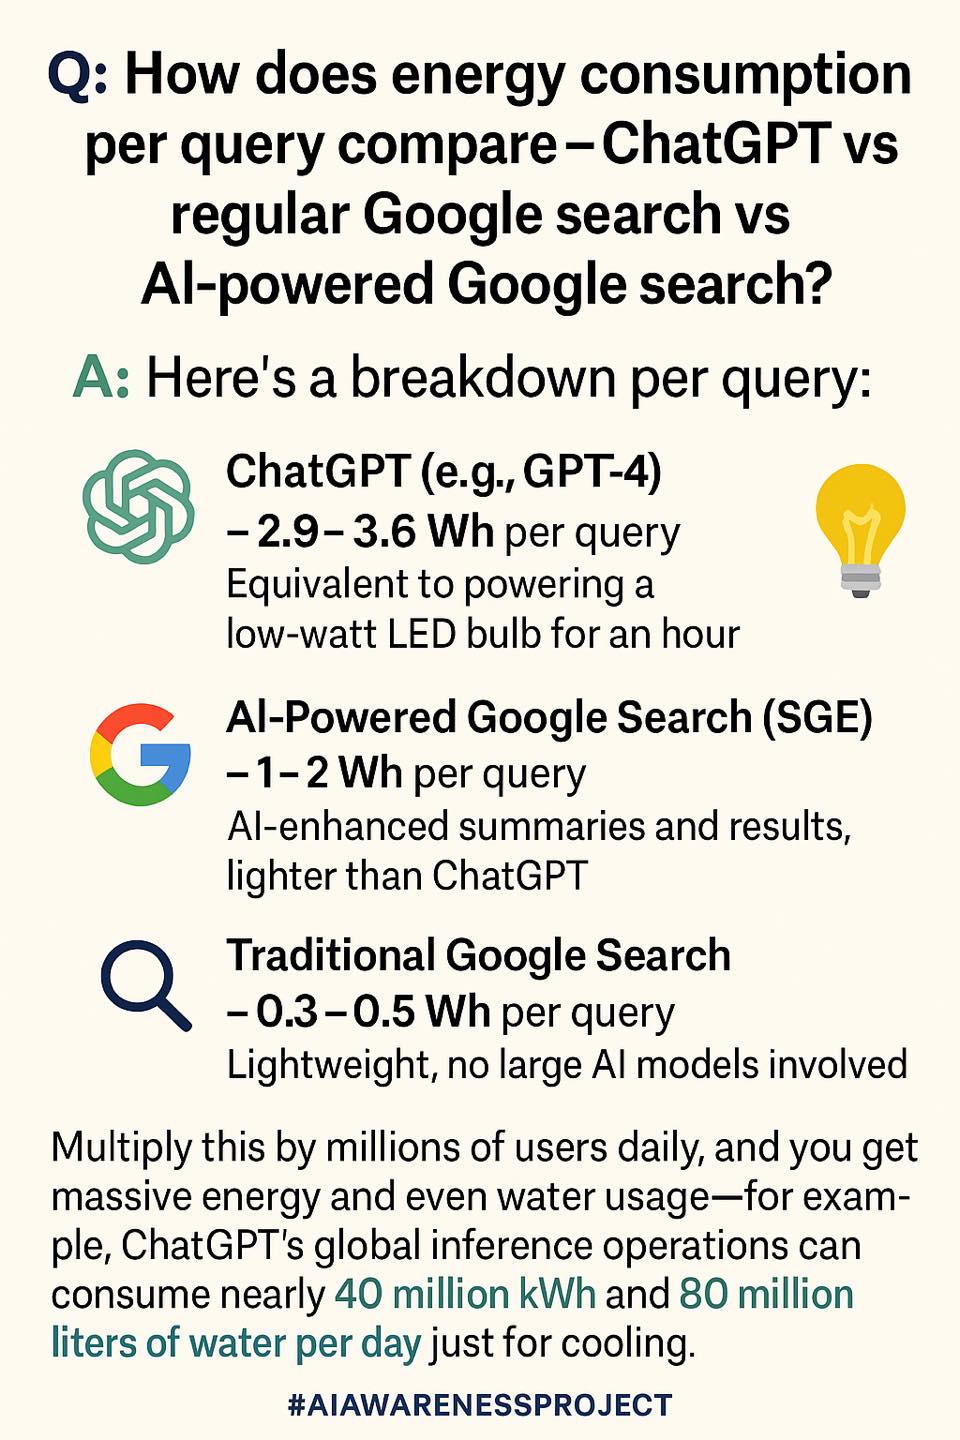 Q: How does energy consumption
per query compare – ChatGPT vs
regular Google search vs
AI-powered Google search?
A: Here's a breakdown per query:
ChatGPT (e.g., GPT-4)
– 2.9 – 3.6 Wh per query
Equivalent to powering a
low-watt LED bulb for an hour
AI-Powered Google Search (SGE)
– 1 – 2 Wh per query
AI-enhanced summaries and results,
lighter than ChatGPT
Traditional Google Search
– 0.3 – 0.5 Wh per query
Lightweight, no large AI models involved
Multiply this by millions of users daily, and you get
massive energy and even water usage—for exam-
ple, ChatGPT's global inference operations can
consume nearly 40 million kWh and 80 million
liters of water per day just for cooling.
#AIAWARENESSPROJECT